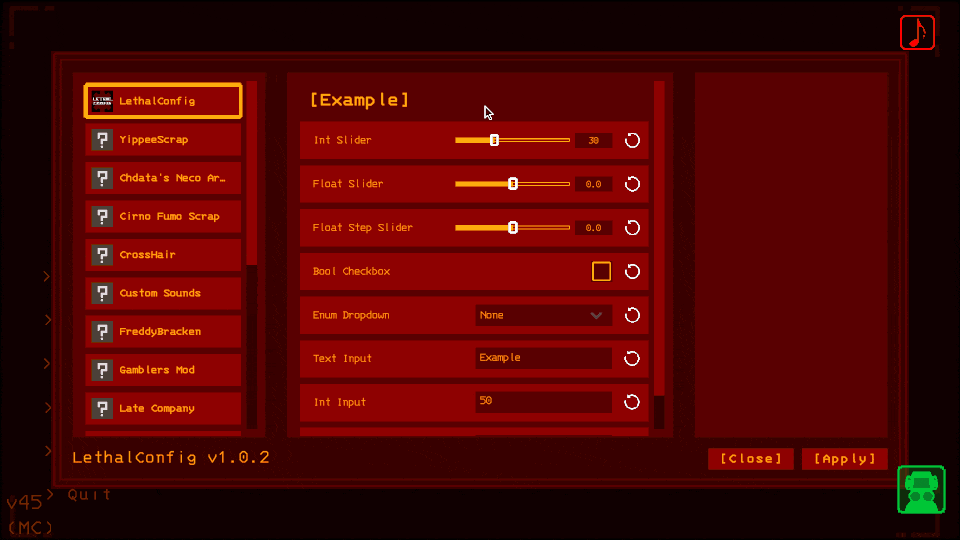 LethalConfig
YippeeScrap
Chdata's Neco Ar…
Cirno Fumo Scrap
CrossHair
Custom Sounds
FreddyBracken
Gamblers Mod
Late Company
[Example]
Int Slider 30
Float Slider 0.0
Float Step Slider 0.0
Bool Checkbox
Enum Dropdown None
Text Input Example
Int Input 50
LethalConfig v1.0.2
[Close] [Apply]
> Quit
v45
(MC)